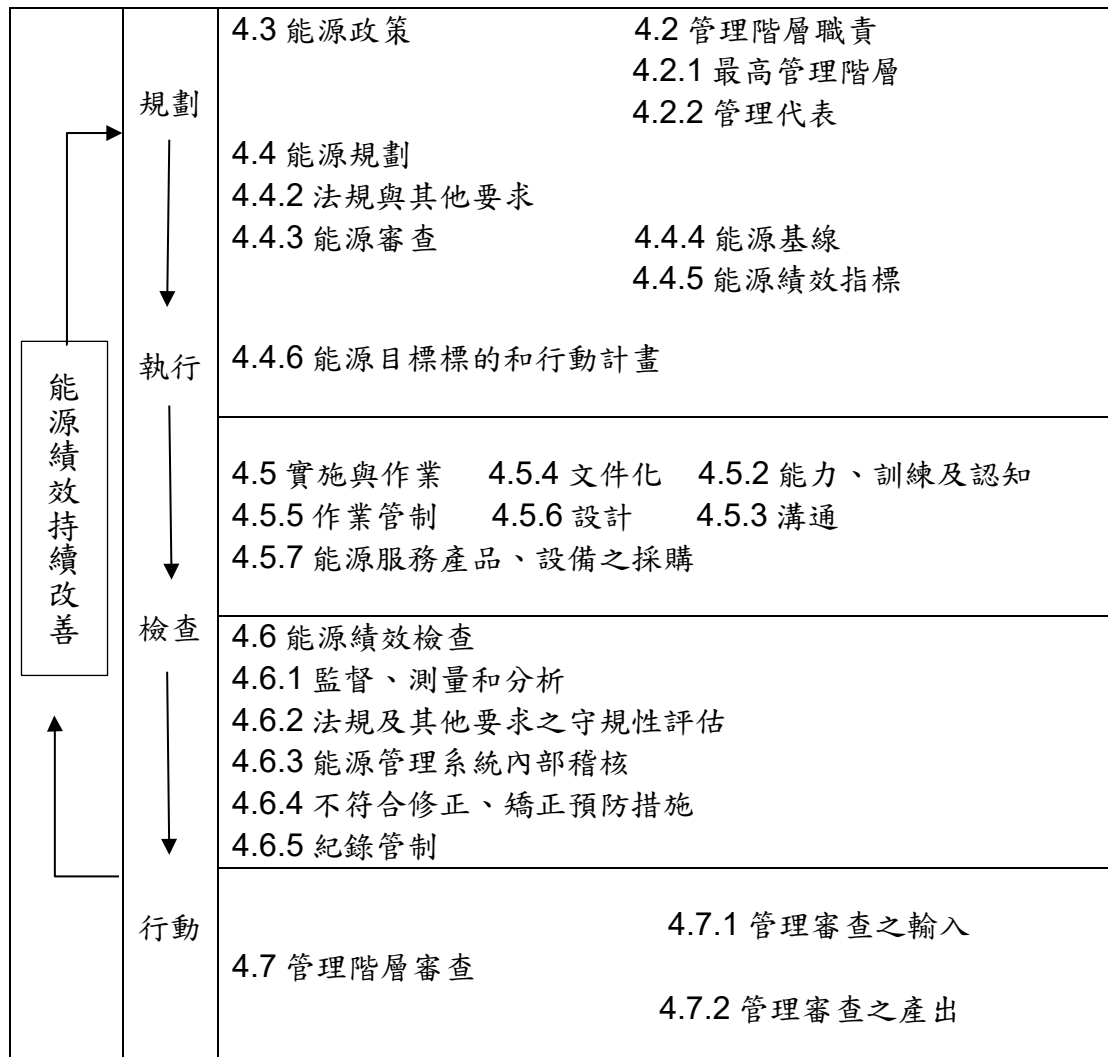 能源績效持續改善
規劃
執行
檢查
行動
4.3 能源政策 4.2 管理階層職責
4.2.1 最高管理階層
4.2.2 管理代表
4.4 能源規劃
4.4.2 法規與其他要求
4.4.3 能源審查 4.4.4 能源基線
4.4.5 能源績效指標
4.4.6 能源目標標的和行動計畫
4.5 實施與作業 4.5.4 文件化 4.5.2 能力、訓練及認知
4.5.5 作業管制 4.5.6 設計 4.5.3 溝通
4.5.7 能源服務產品、設備之採購
4.6 能源績效檢查
4.6.1 監督、測量和分析
4.6.2 法規及其他要求之守規性評估
4.6.3 能源管理系統內部稽核
4.6.4 不符合修正、矯正預防措施
4.6.5 紀錄管制
4.7.1 管理審查之輸入
4.7 管理階層審查
4.7.2 管理審查之產出